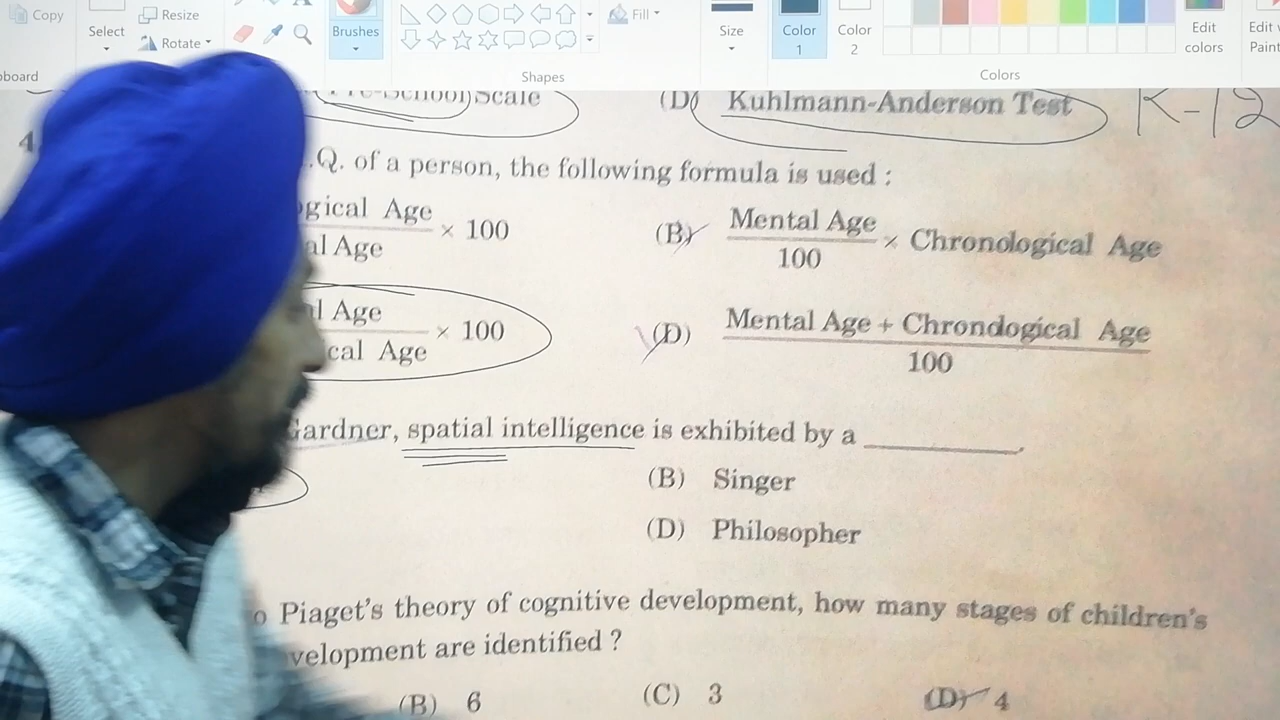 Copy Select Resize Rotate Brushes Fill Size Color 1 Color 2 Edit colors
Shapes Colors
Scale (D) Kuhlmann-Anderson Test K-12
4
.Q. of a person, the following formula is used :
gical Age
al Age × 100
(B) Mental Age
100 × Chronological Age
al Age
cal Age × 100
(D) Mental Age + Chrondogical Age
100
Gardner, spatial intelligence is exhibited by a ____________.
(B) Singer
(D) Philosopher
o Piaget's theory of cognitive development, how many stages of children's
velopment are identified ?
(B) 6 (C) 3 (D) 4